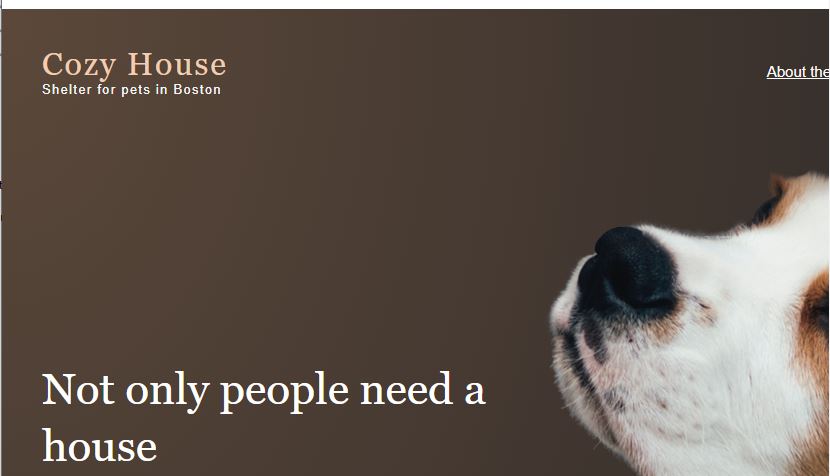 Cozy House
Shelter for pets in Boston
About the
Not only people need a
house